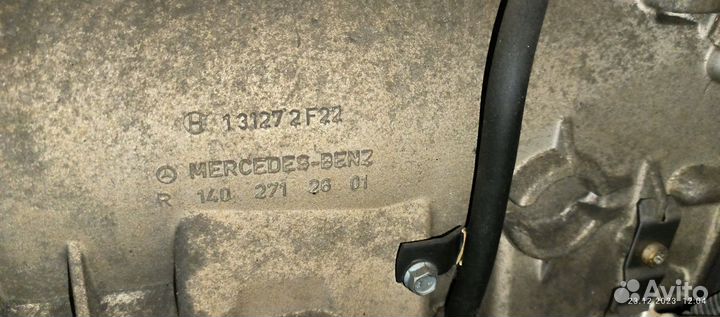 131272F22
MERCEDES-BENZ
R 140 271 26 01
Avito
23.12.2023 12:04